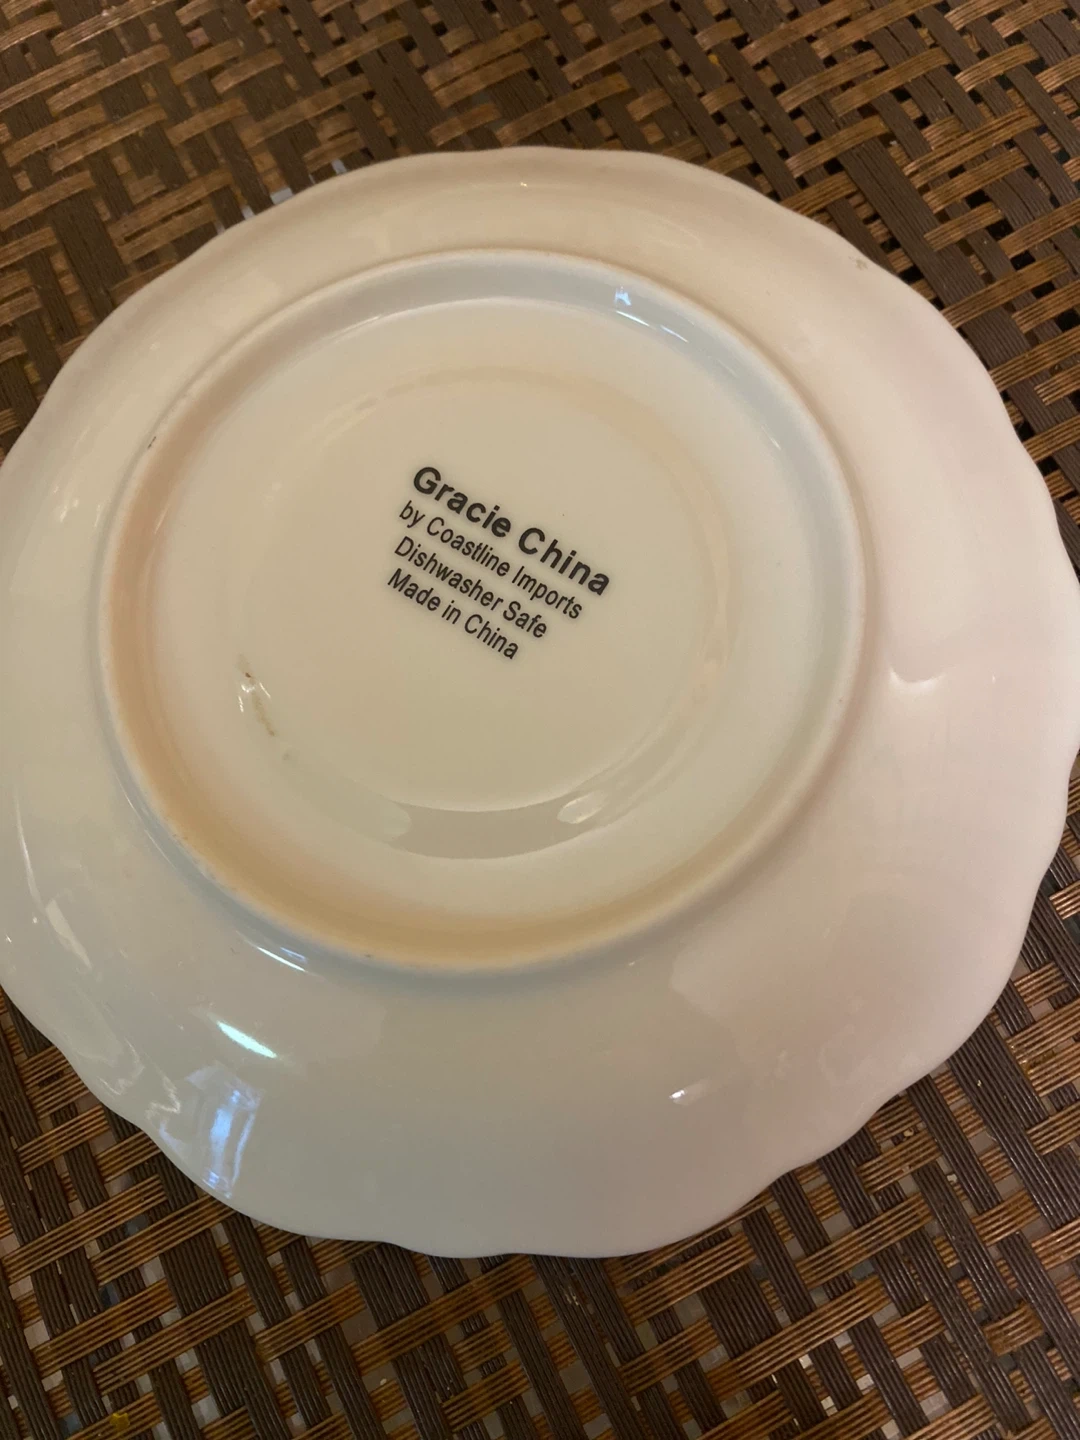 Gracie China
by Coastline Imports
Dishwasher Safe
Made in China